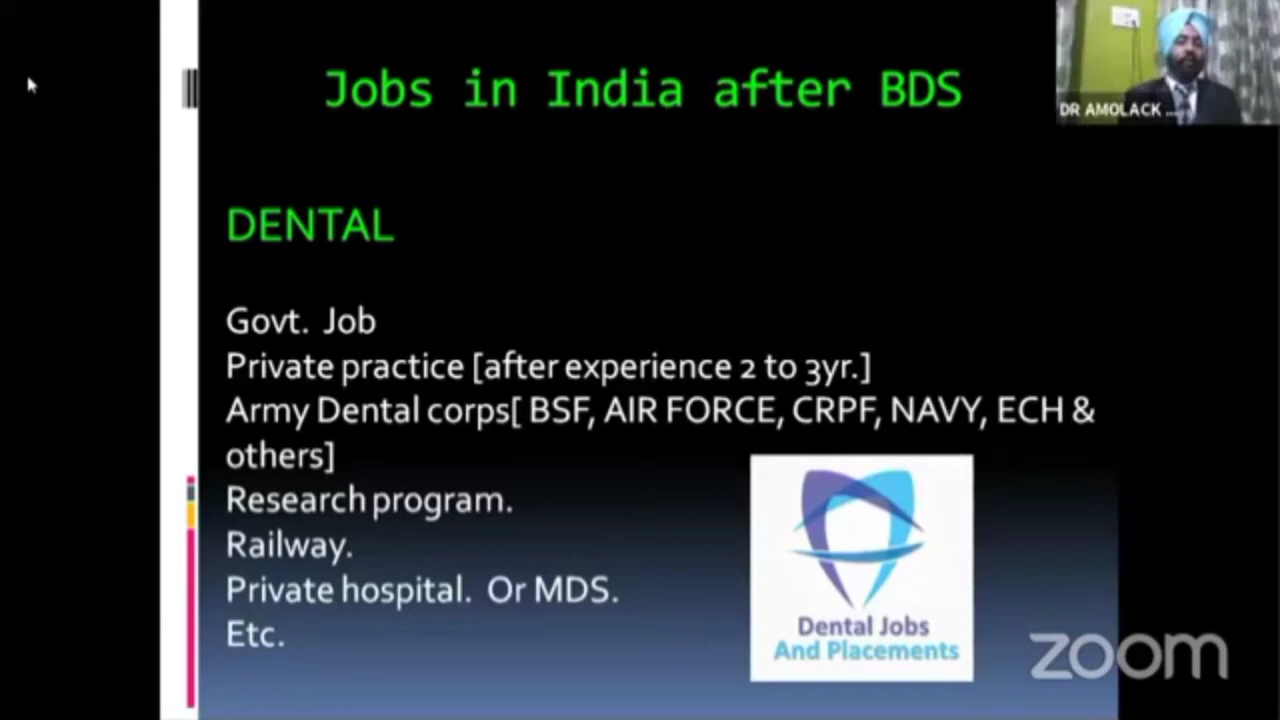 Jobs in India after BDS
DR AMOLACK ...
DENTAL
Govt. Job
Private practice [after experience 2 to 3yr.]
Army Dental corps[ BSF, AIR FORCE, CRPF, NAVY, ECH &
others]
Research program.
Railway.
Private hospital. Or MDS.
Etc.
Dental Jobs
And Placements
zoom